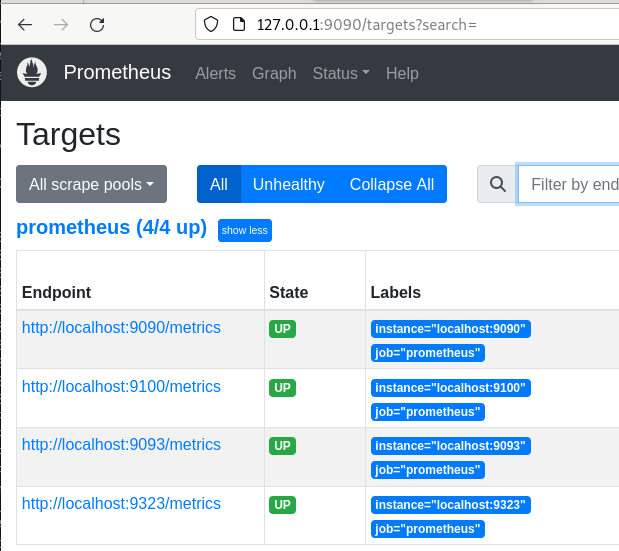 127.0.0.1:9090/targets?search=
Prometheus Alerts Graph Status Help
Targets
All scrape pools All Unhealthy Collapse All Filter by end
prometheus (4/4 up) show less
Endpoint State Labels
http://localhost:9090/metrics UP instance="localhost:9090"
job="prometheus"
http://localhost:9100/metrics UP instance="localhost:9100"
job="prometheus"
http://localhost:9093/metrics UP instance="localhost:9093"
job="prometheus"
http://localhost:9323/metrics UP instance="localhost:9323"
job="prometheus"